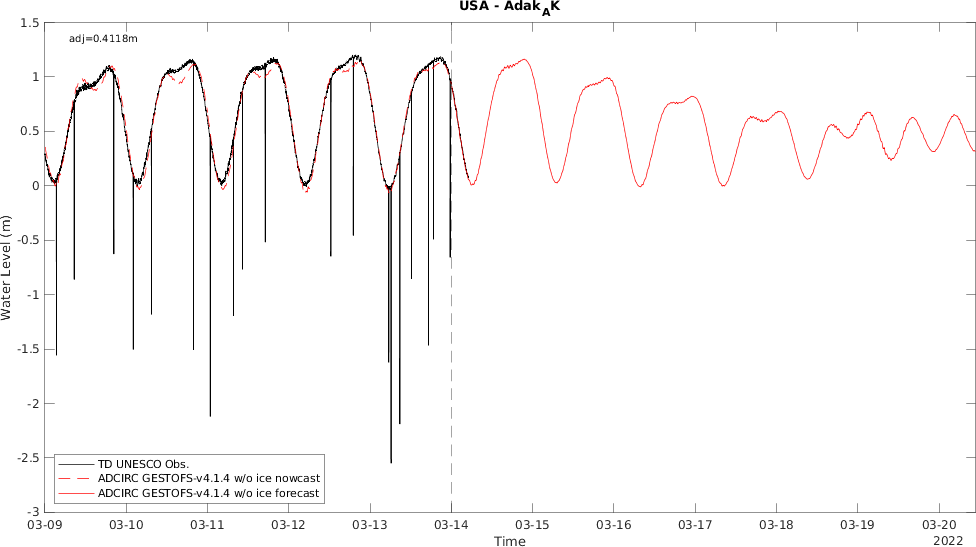 USA - Adak_AK
adj=0.4118m
1.5
1
0.5
0
-0.5
-1
-1.5
-2
-2.5
-3
Water Level (m)
TD UNESCO Obs.
ADCIRC GESTOFS-v4.1.4 w/o ice nowcast
ADCIRC GESTOFS-v4.1.4 w/o ice forecast
03-09 03-10 03-11 03-12 03-13 03-14 03-15 03-16 03-17 03-18 03-19 03-20
Time
2022